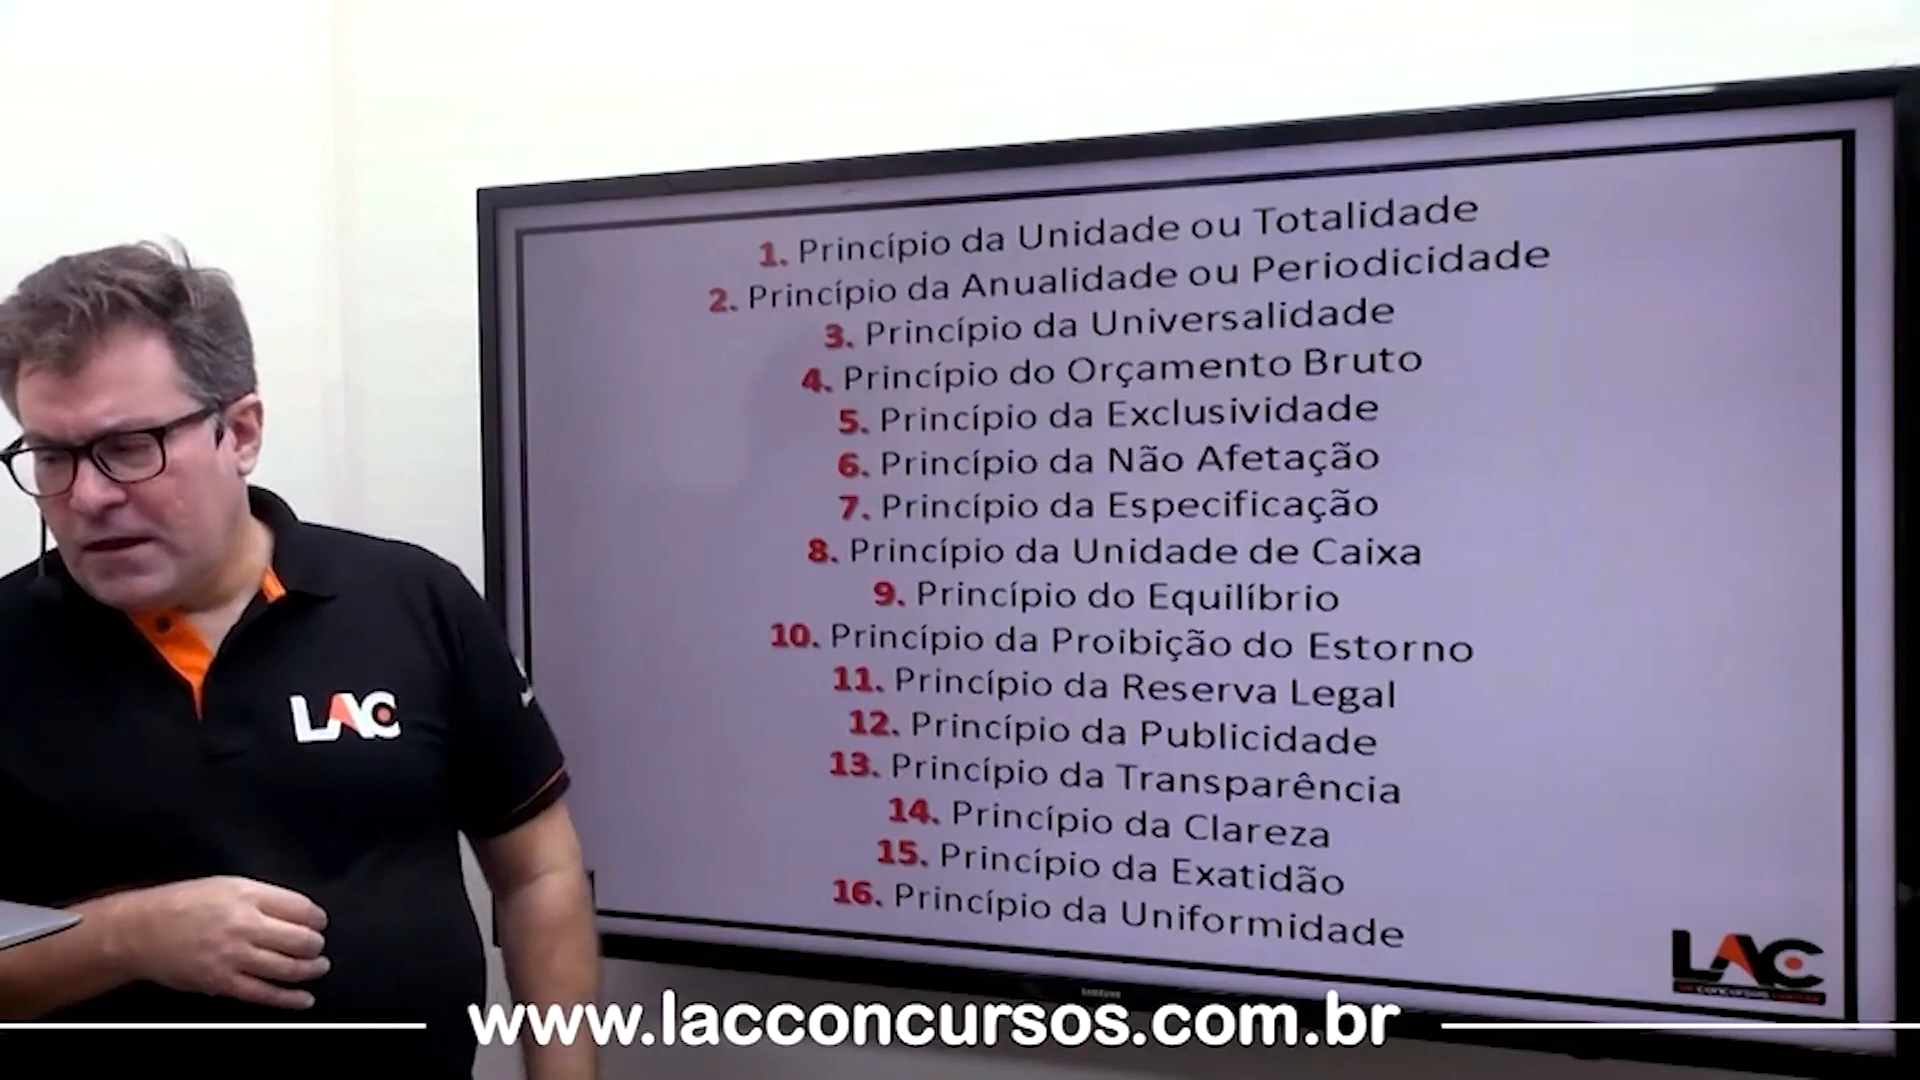 1. Princípio da Unidade ou Totalidade
2. Princípio da Anualidade ou Periodicidade
3. Princípio da Universalidade
4. Princípio do Orçamento Bruto
5. Princípio da Exclusividade
6. Princípio da Não Afetação
7. Princípio da Especificação
8. Princípio da Unidade de Caixa
9. Princípio do Equilíbrio
10. Princípio da Proibição do Estorno
11. Princípio da Reserva Legal
12. Princípio da Publicidade
13. Princípio da Transparência
14. Princípio da Clareza
15. Princípio da Exatidão
16. Princípio da Uniformidade
LAC
LAC
www.lacconcursos.com.br